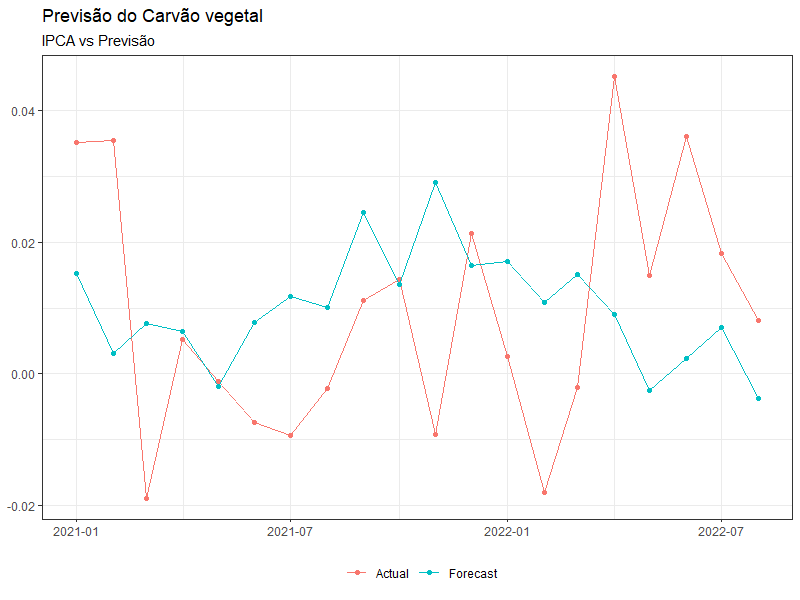 Previsão do Carvão vegetal
IPCA vs Previsão
0.04
0.02
0.00
-0.02
2021-01 2021-07 2022-01 2022-07
Actual Forecast